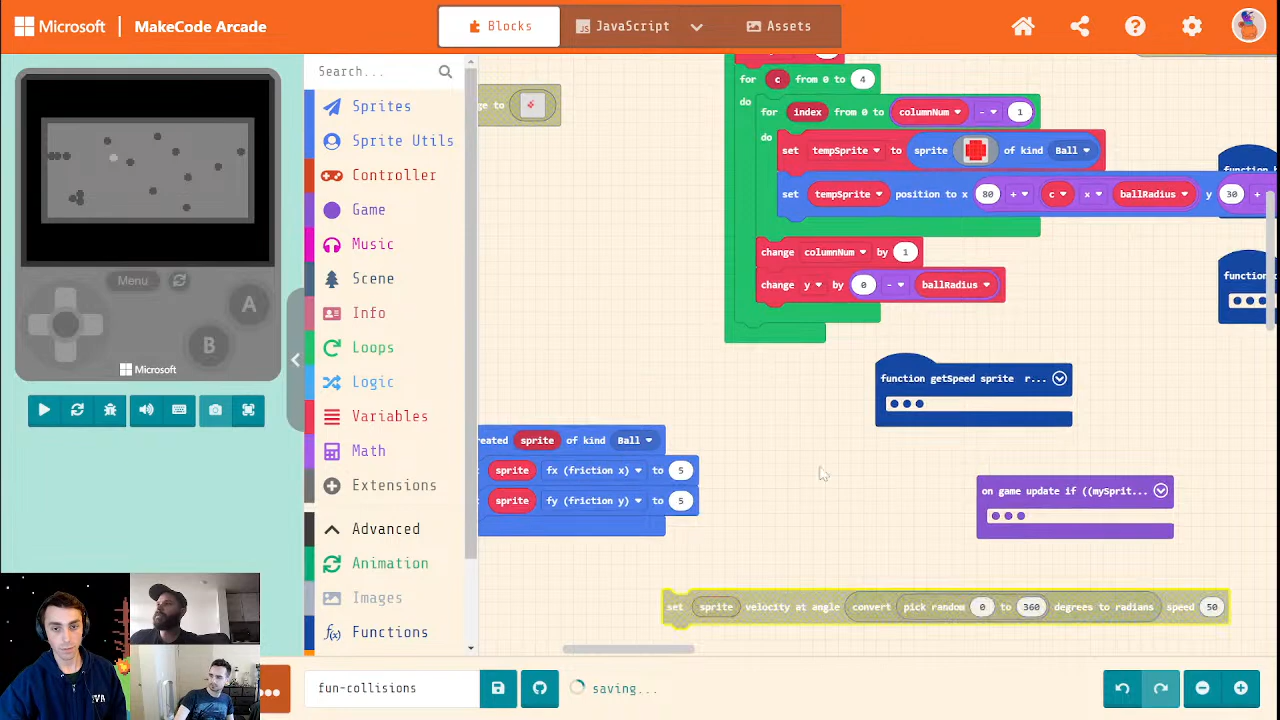 Microsoft MakeCode Arcade
Blocks JavaScript Assets
Menu
A
B
Microsoft
Search...
Sprites
Sprite Utils
Controller
Game
Music
Scene
Info
Loops
Logic
Variables
Math
Extensions
Advanced
Animation
Images
Functions
ge to
for c from 0 to 4
do for index from 0 to columnNum - 1
do set tempSprite to sprite of kind Ball
set tempSprite position to x 80 + c x ballRadius y 30 +
change columnNum by 1
change y by 0 - ballRadius
function
function
function getSpeed sprite r...
eated sprite of kind Ball
sprite fx (friction x) to 5
sprite fy (friction y) to 5
on game update if ((mySprit...
set sprite velocity at angle convert pick random 0 to 360 degrees to radians speed 50
fun-collisions
saving...